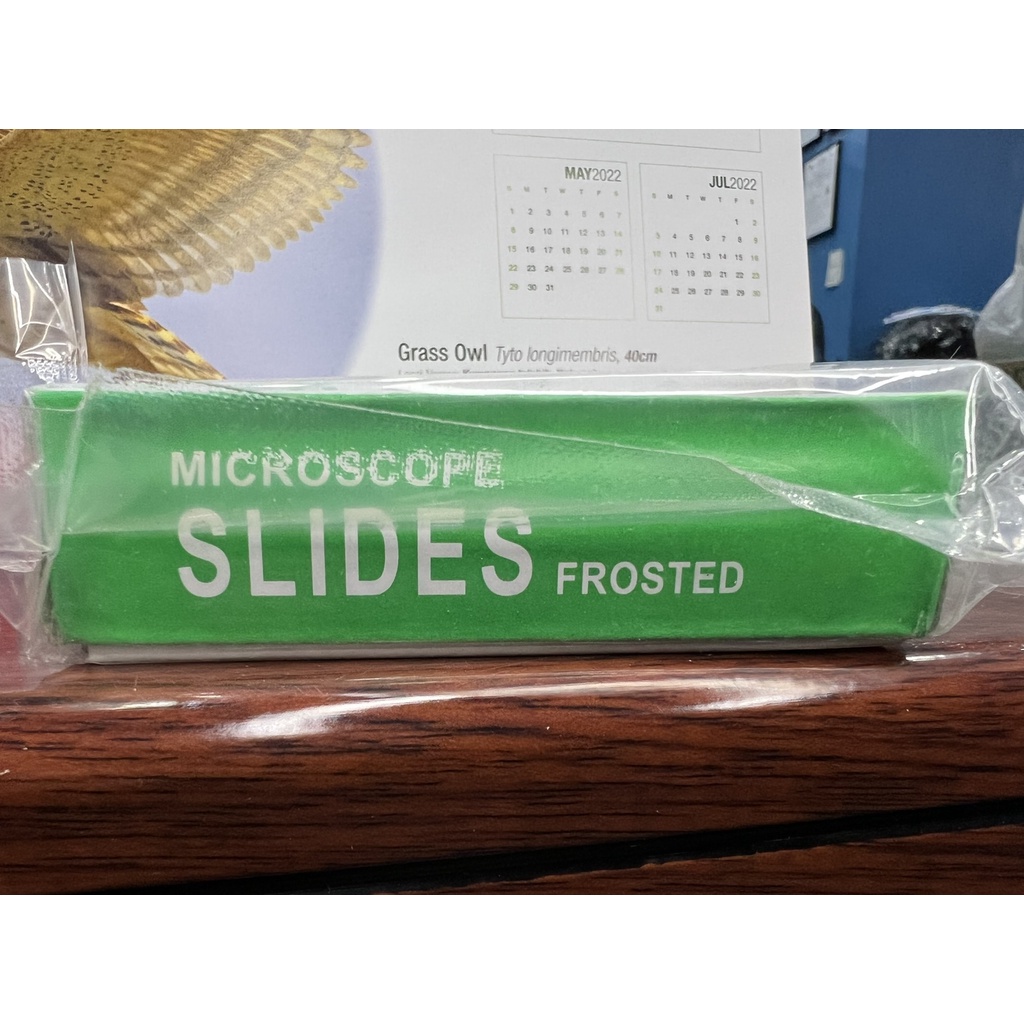 MAY2022
S M T W T F S
1 2 3 4 5 6 7
8 9 10 11 12 13 14
15 16 17 18 19 20 21
22 23 24 25 26 27 28
29 30 31
JUL2022
S M T W T F S
1 2
3 4 5 6 7 8 9
10 11 12 13 14 15 16
17 18 19 20 21 22 23
24 25 26 27 28 29 30
31
Grass Owl Tyto longimembris, 40cm
MICROSCOPE
SLIDES FROSTED